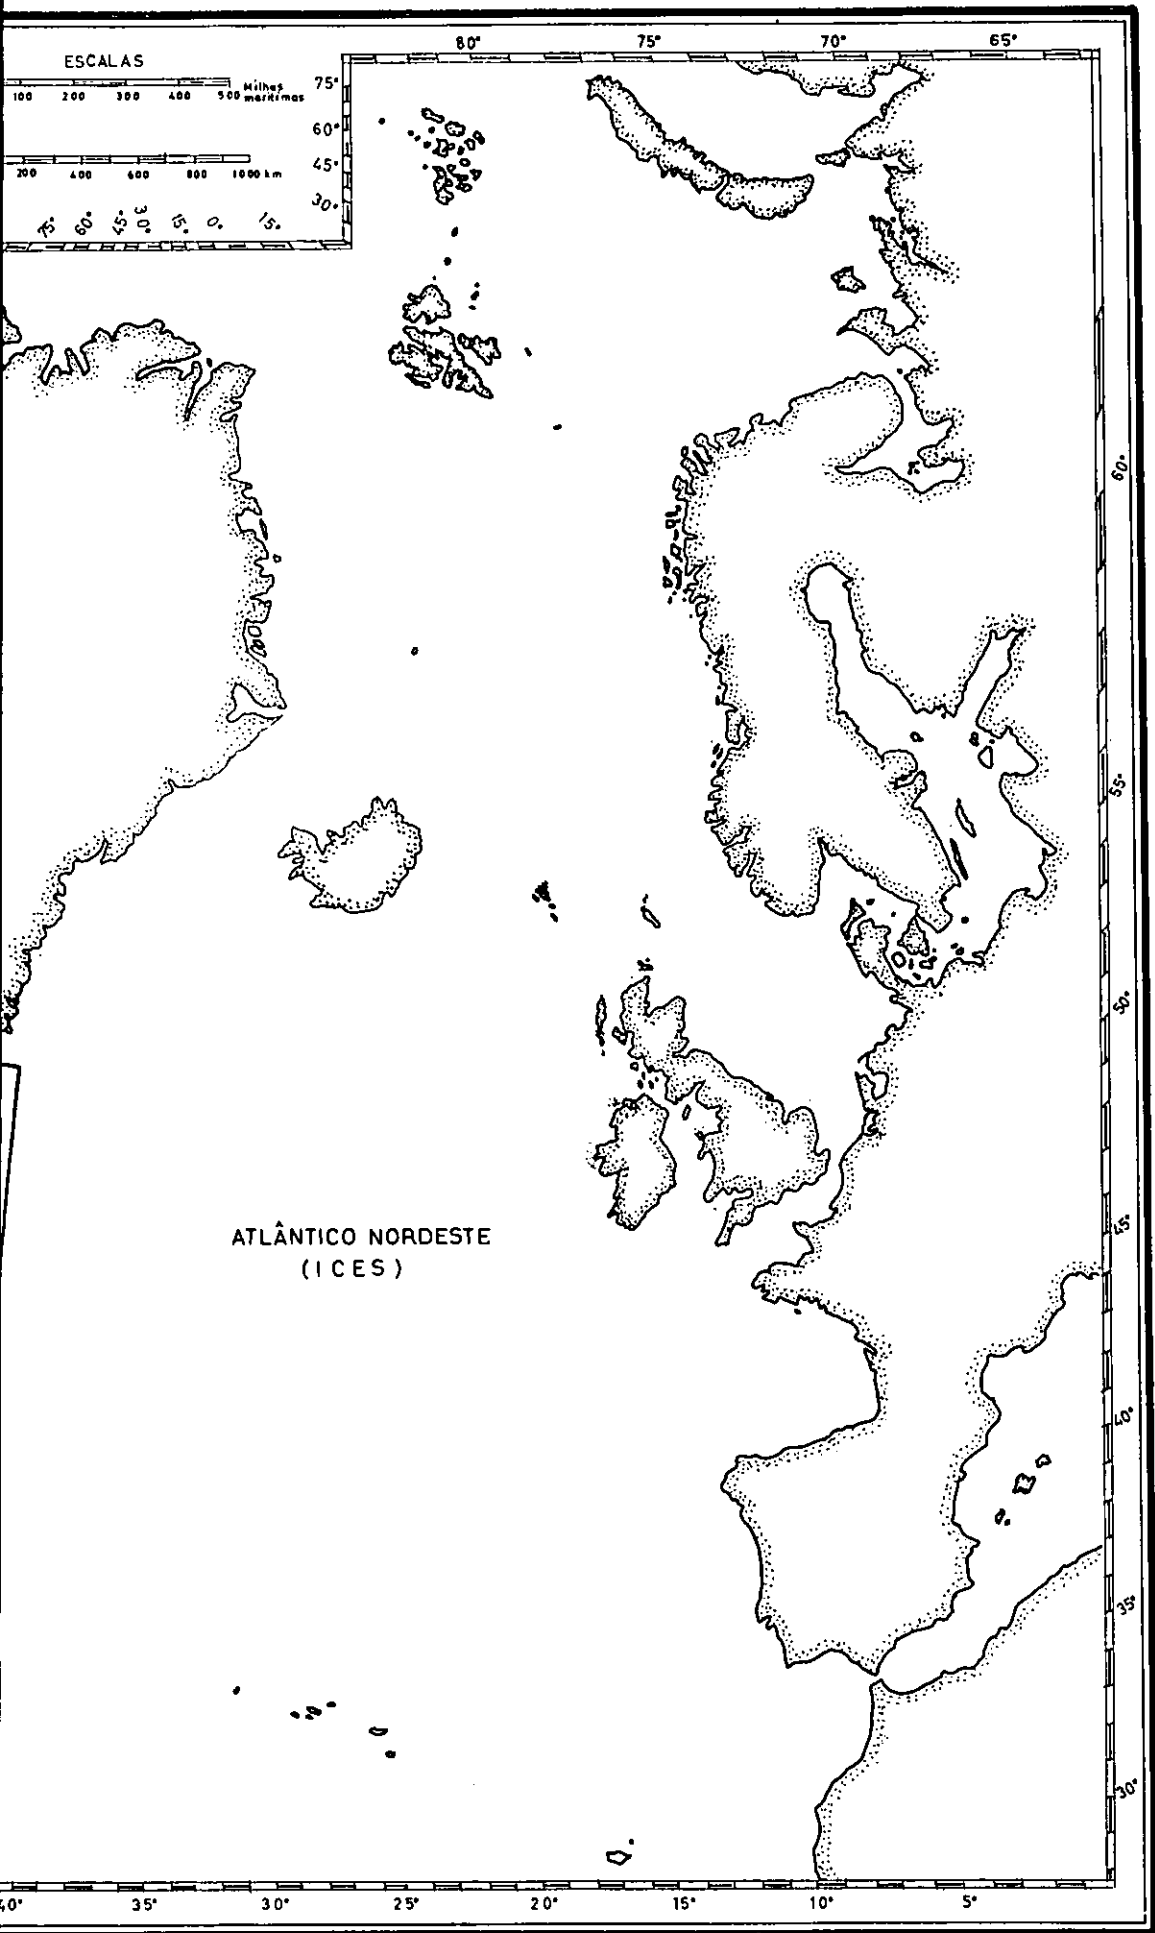 ESCALAS
100 200 300 400 500 Milhas marítimas
200 400 600 800 1000 km
75° 60° 45° 30° 15° 0° 15°
75°
60°
45°
30°
80° 75° 70° 65°
60°
55°
50°
45°
40°
35°
30°
ATLÂNTICO NORDESTE
(ICES)
40° 35° 30° 25° 20° 15° 10° 5°